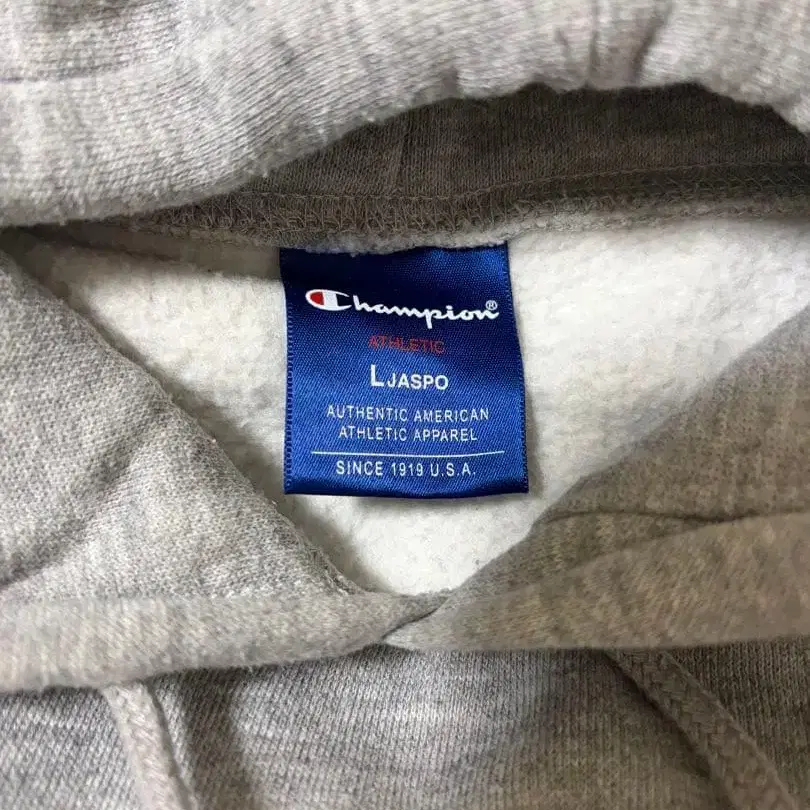 Champion®
ATHLETIC
L JASPO
AUTHENTIC AMERICAN
ATHLETIC APPAREL
SINCE 1919 U.S.A.